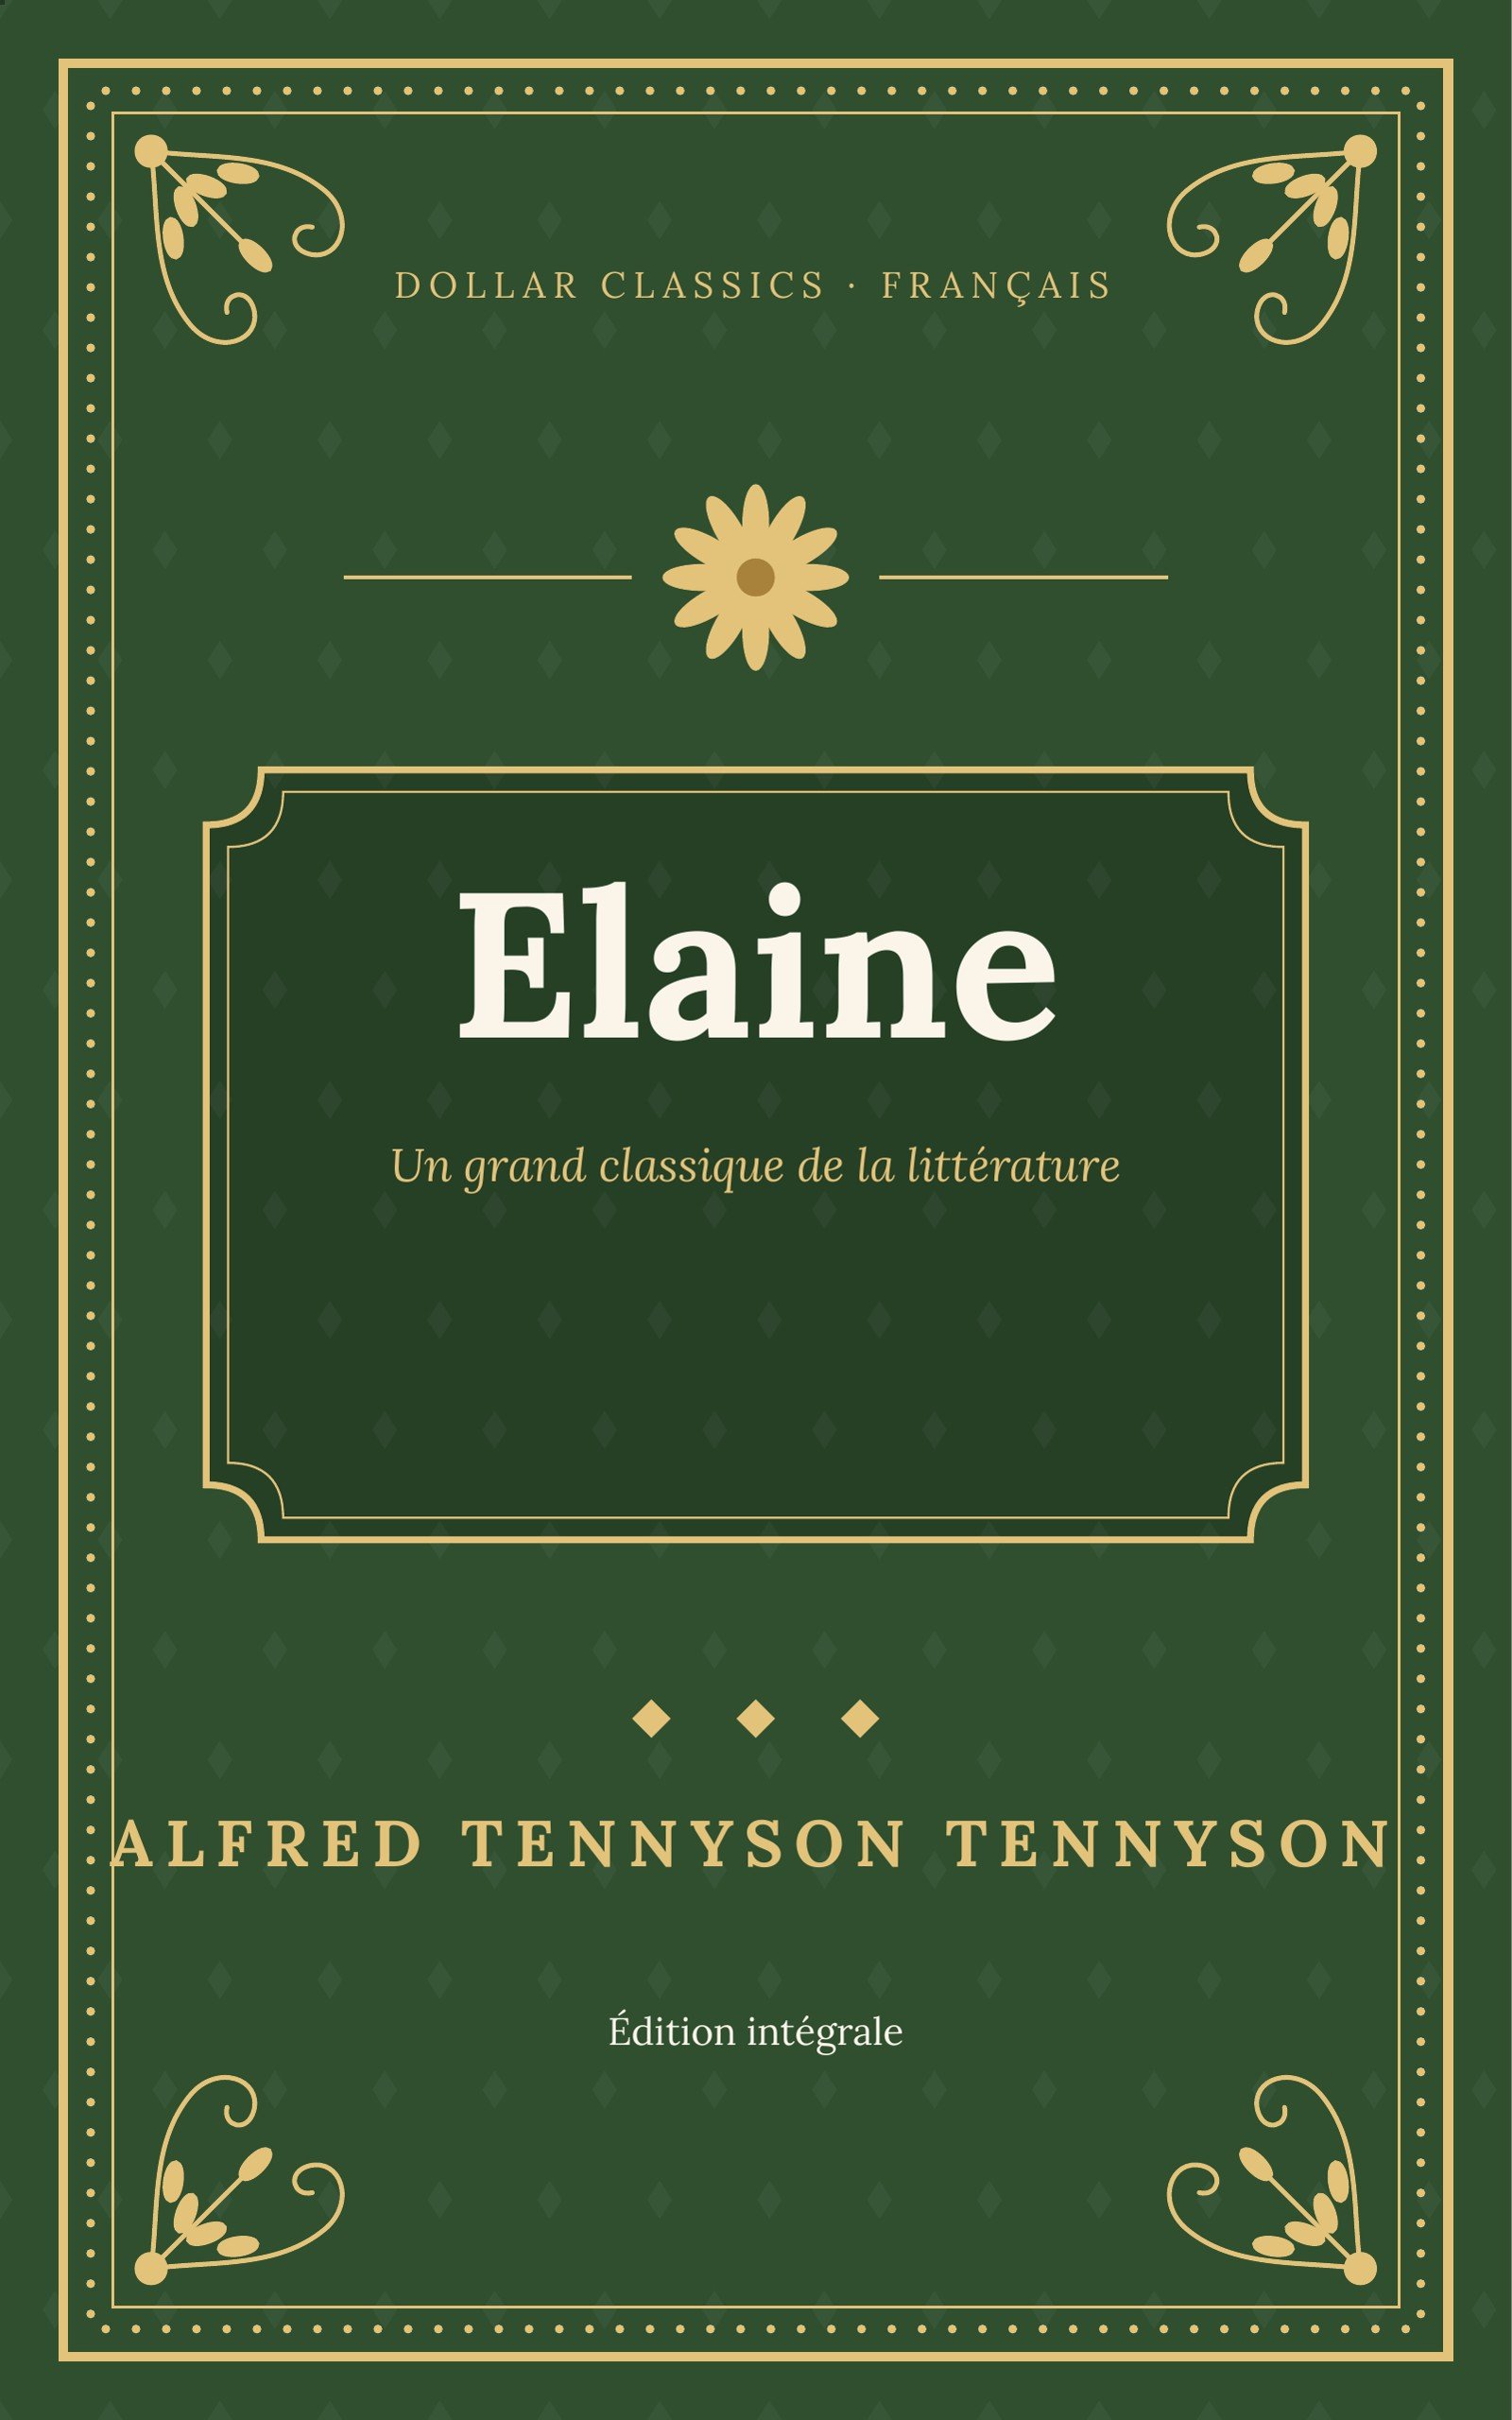 DOLLAR CLASSICS · FRANÇAIS
Elaine
Un grand classique de la littérature
ALFRED TENNYSON TENNYSON
Édition intégrale